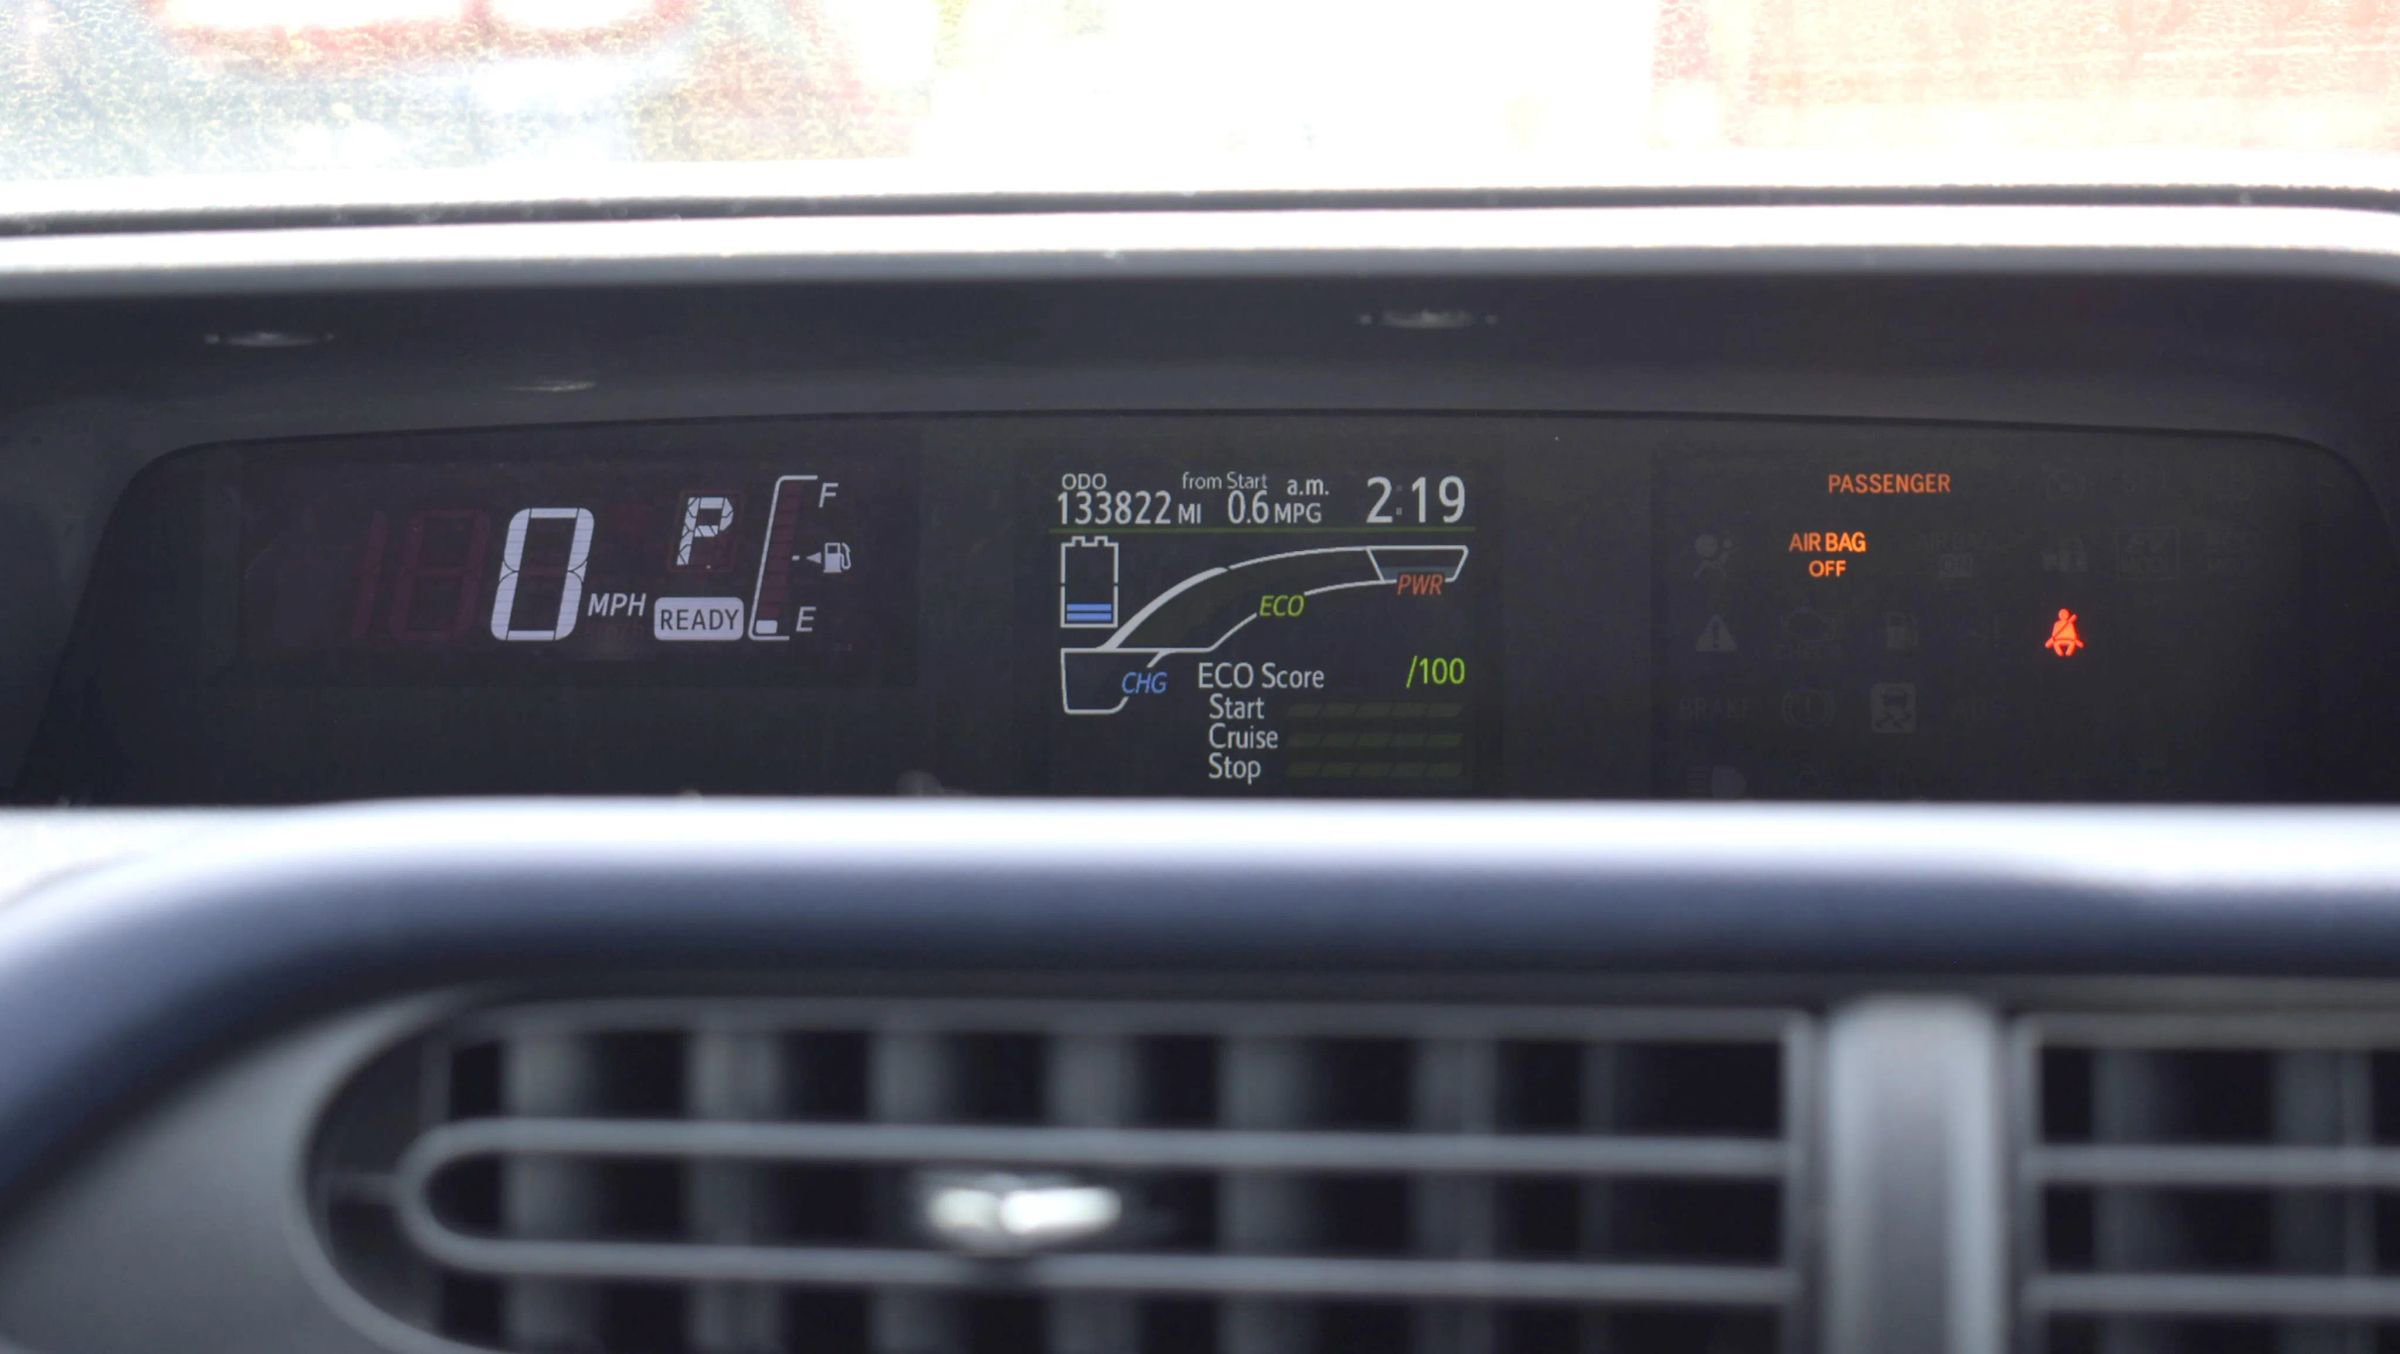 0 MPH
P
READY
F
E
ODO
133822 MI
from Start
0.6 MPG
a.m. 2:19
PWR
ECO
CHG
ECO Score /100
Start
Cruise
Stop
PASSENGER
AIR BAG
OFF
BRAKE